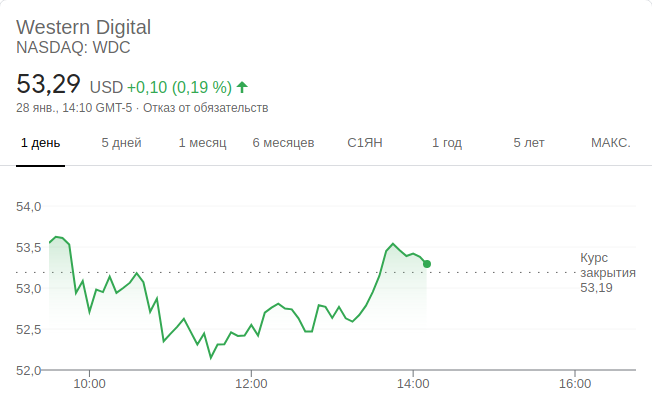 Western Digital
NASDAQ: WDC
53,29 USD +0,10 (0,19 %)
28 янв., 14:10 GMT-5 · Отказ от обязательств
1 день 5 дней 1 месяц 6 месяцев С1ЯН 1 год 5 лет МАКС.
54,0
53,5
53,0
52,5
52,0
Курс
закрытия
53,19
10:00 12:00 14:00 16:00